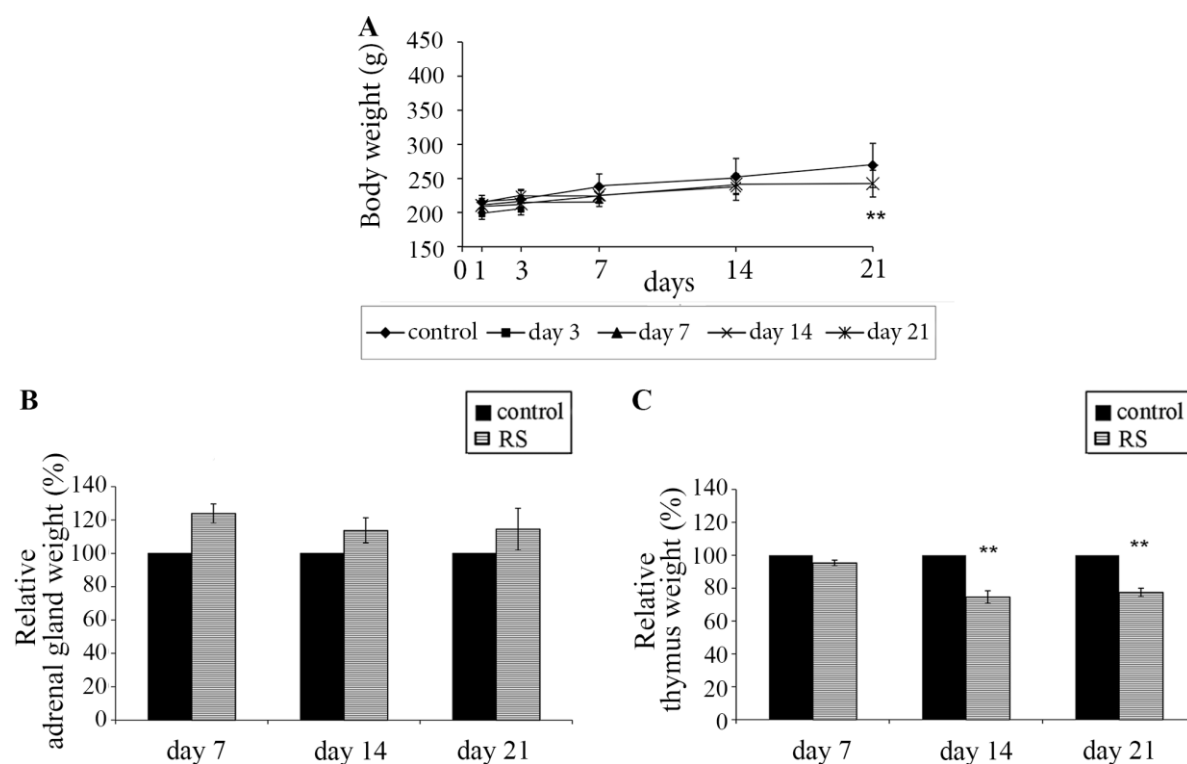 A
Body weight (g)
450
400
350
300
250
200
150
**
0 1 3 7 14 21
days
control day 3 day 7 day 14 day 21
B
control
RS
Relative
adrenal gland weight (%)
140
120
100
80
60
40
20
0
day 7 day 14 day 21
C
control
RS
Relative
thymus weight (%)
140
120
100
80
60
40
20
0
** **
day 7 day 14 day 21